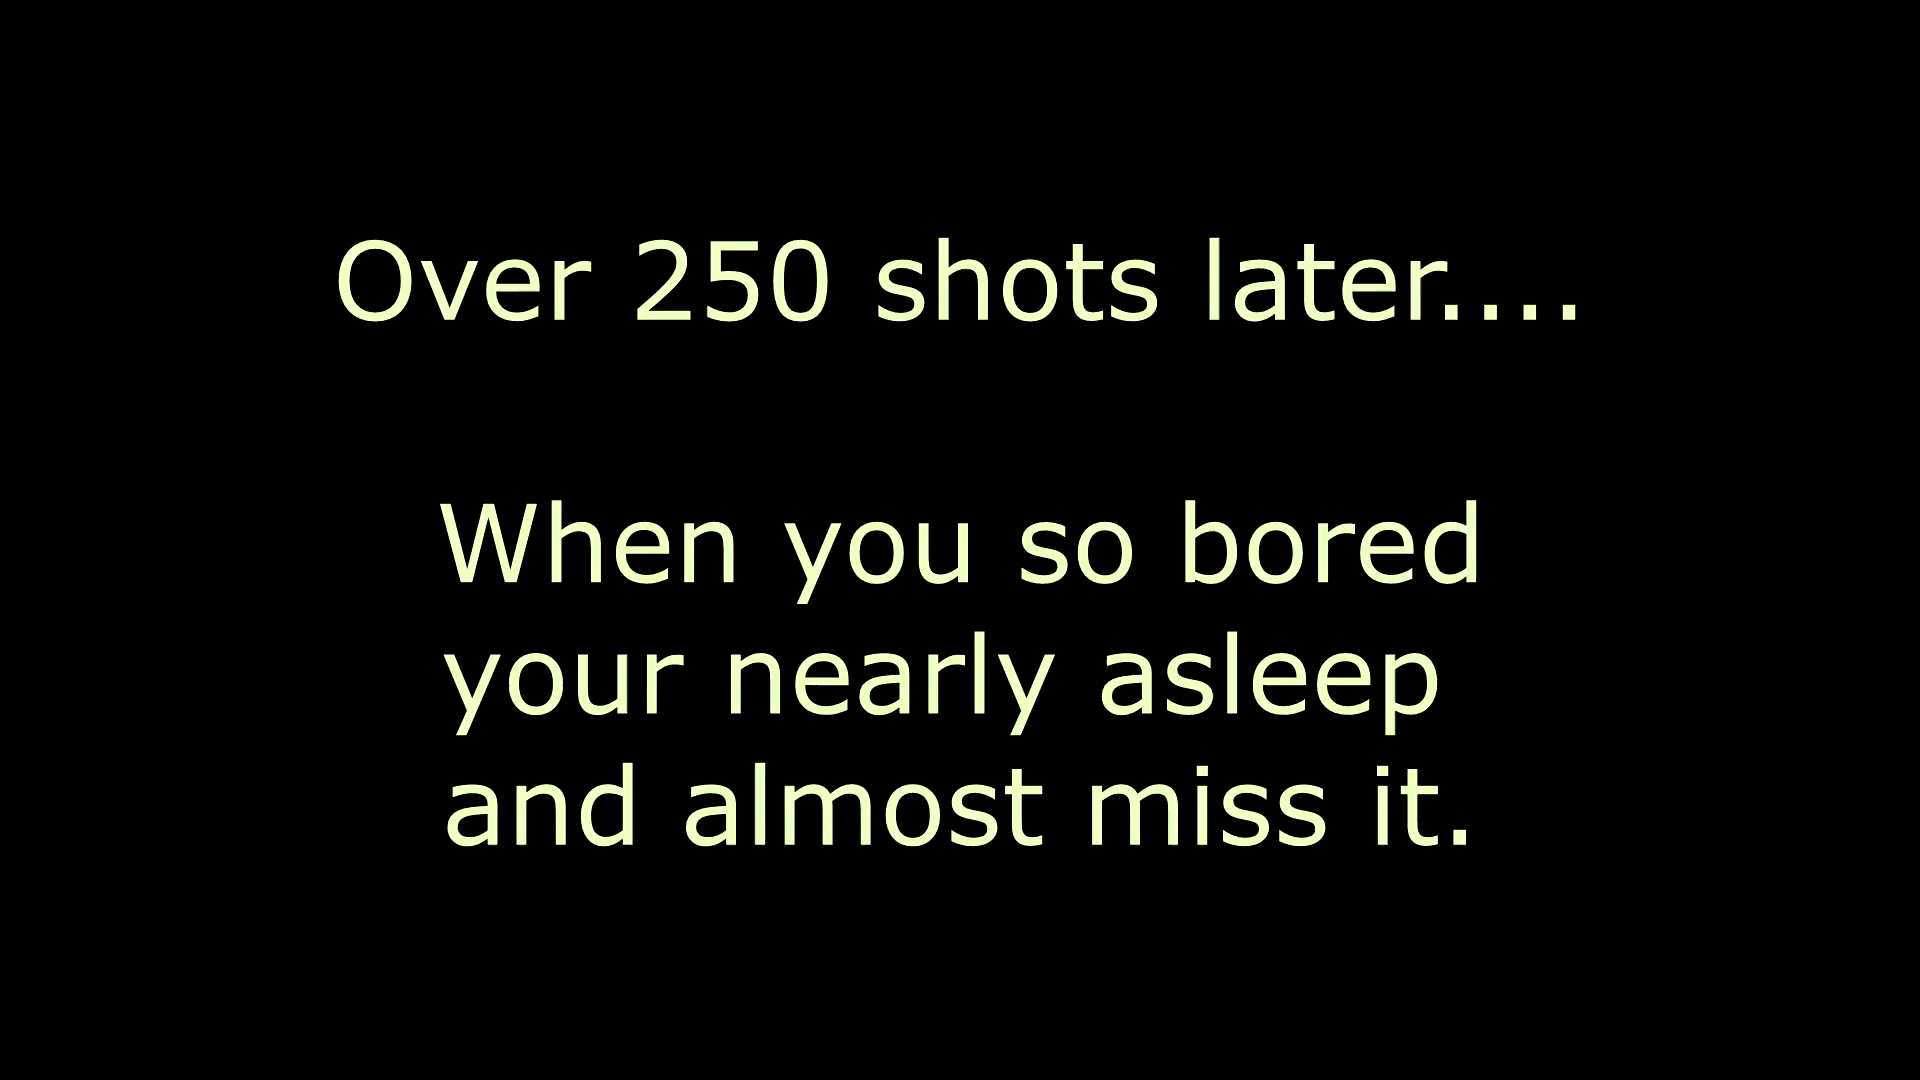 Over 250 shots later....
When you so bored
your nearly asleep
and almost miss it.